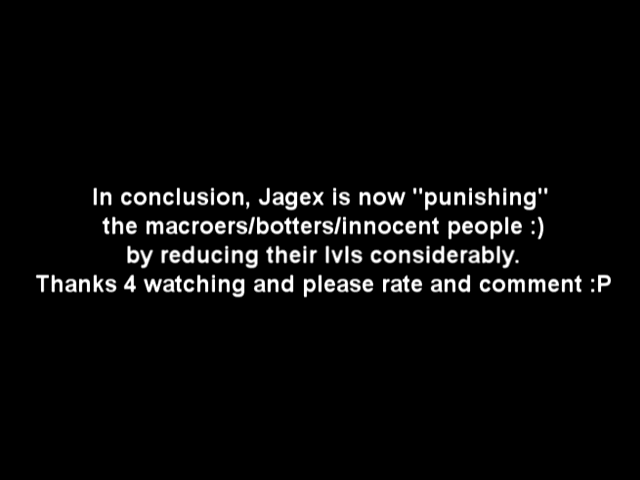 In conclusion, Jagex is now "punishing"
the macroers/botters/innocent people :)
by reducing their lvls considerably.
Thanks 4 watching and please rate and comment :P